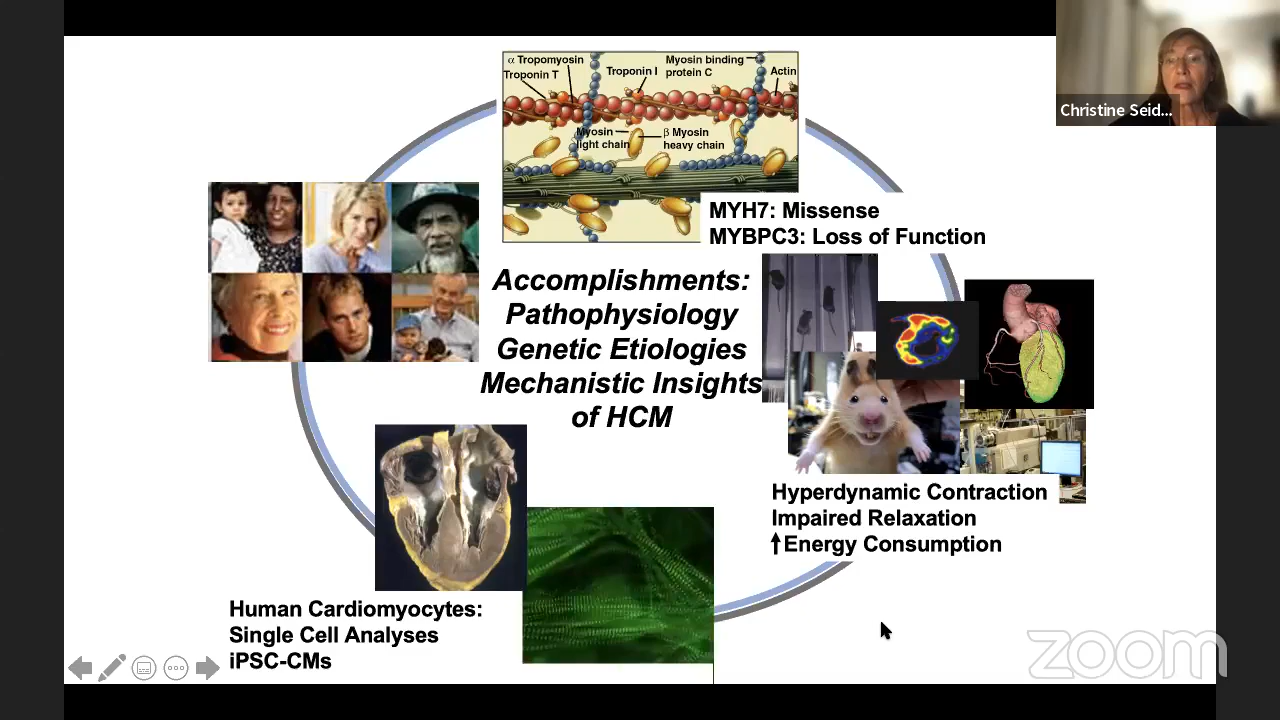 α Tropomyosin
Troponin T
Troponin I
Myosin binding
protein C
Actin
Myosin
light chain
β Myosin
heavy chain
Christine Seid...
MYH7: Missense
MYBPC3: Loss of Function
Accomplishments:
Pathophysiology
Genetic Etiologies
Mechanistic Insights
of HCM
Hyperdynamic Contraction
Impaired Relaxation
↑Energy Consumption
Human Cardiomyocytes:
Single Cell Analyses
iPSC-CMs
zoom